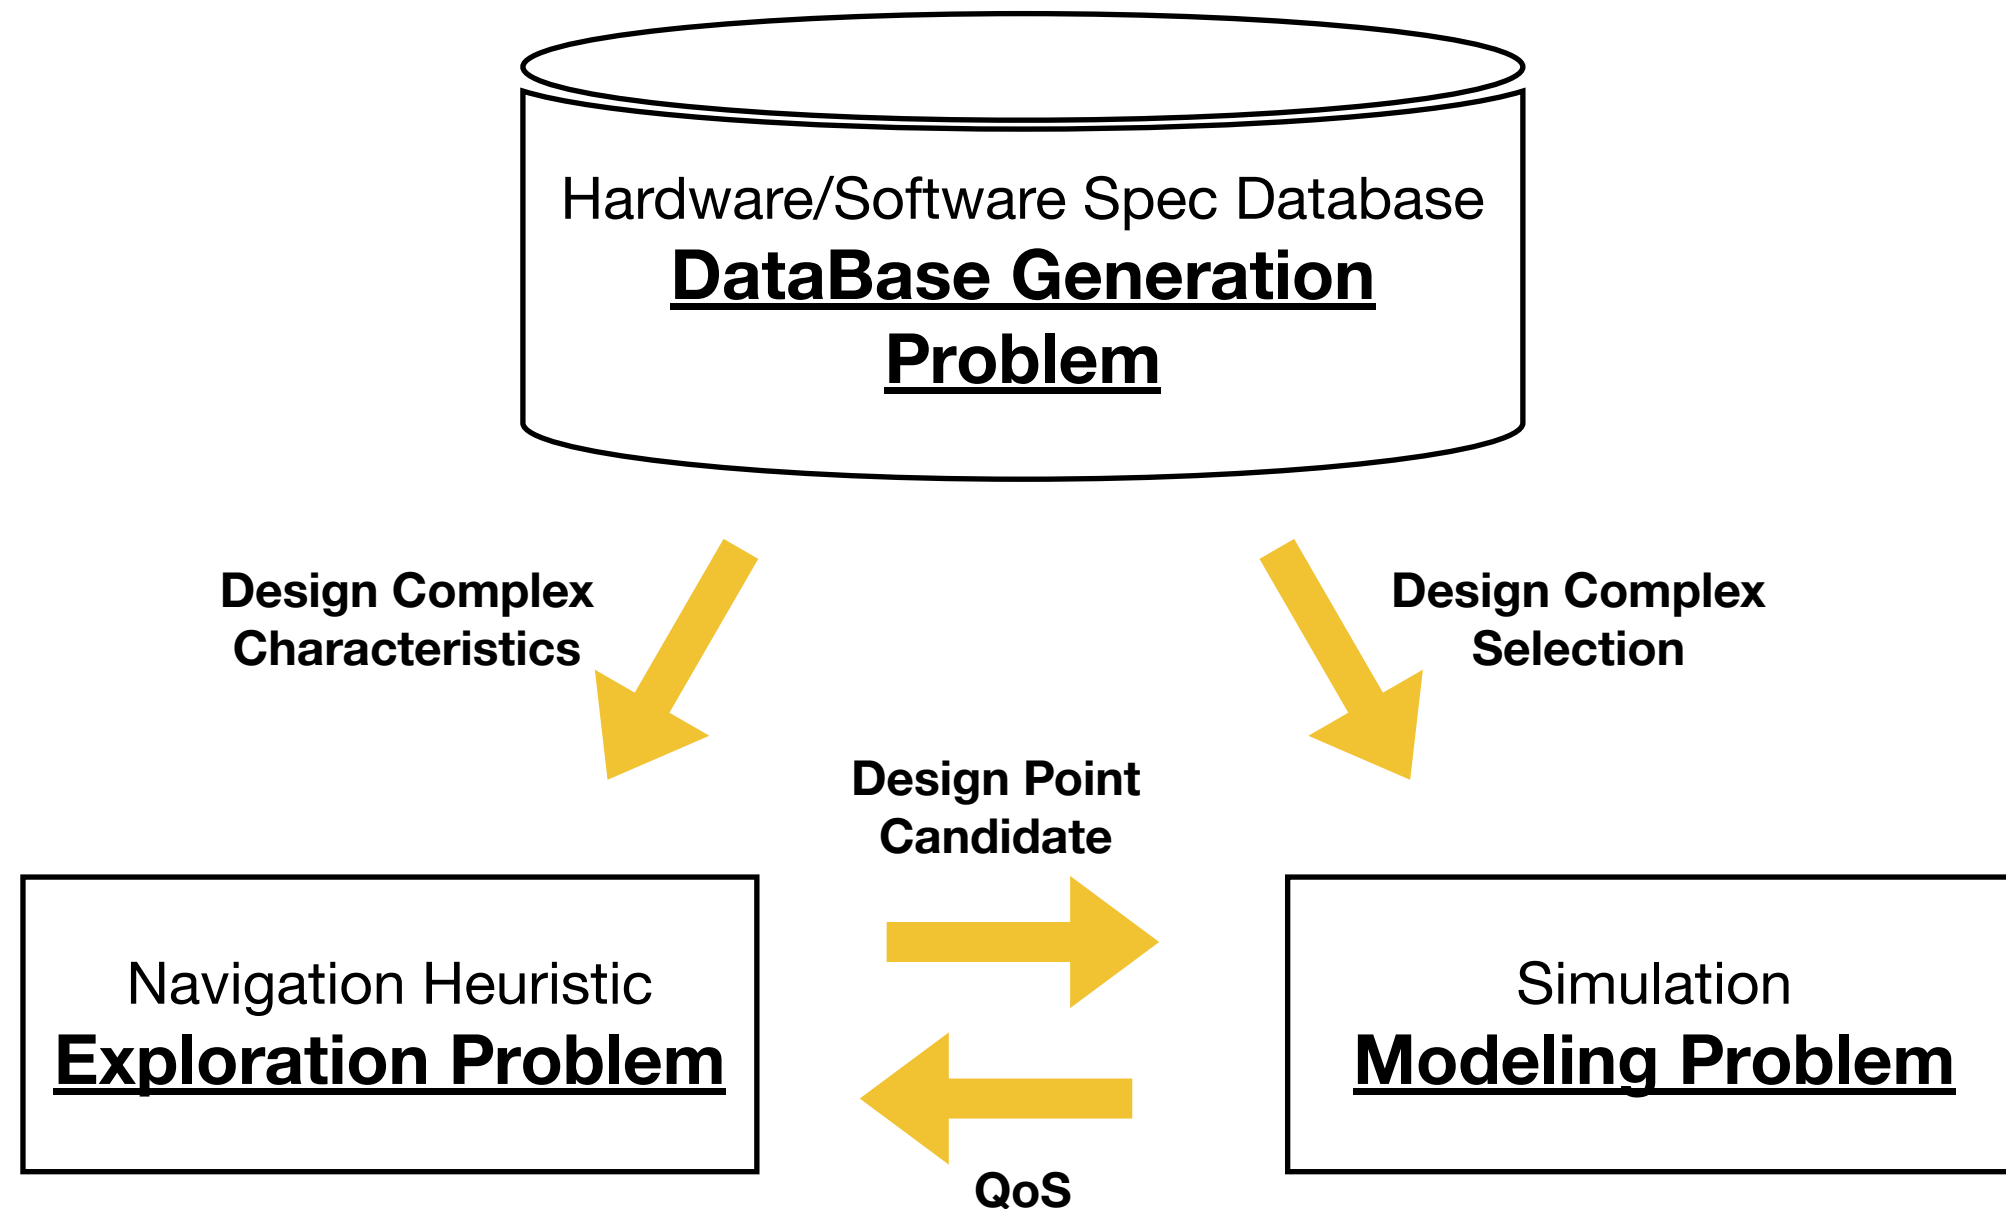 Hardware/Software Spec Database
DataBase Generation
Problem
Design Complex
Characteristics
Design Complex
Selection
Design Point
Candidate
Navigation Heuristic
Exploration Problem
Simulation
Modeling Problem
QoS